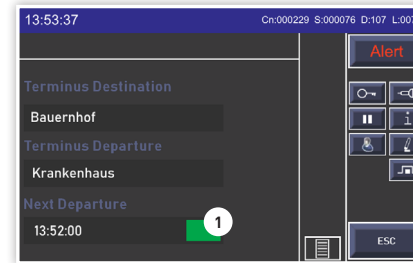 13:53:37 Cn:000229 S:000076 D:107 L:007
Alert
Terminus Destination
Bauernhof
Terminus Departure
Krankenhaus
Next Departure
13:52:00
1
ESC